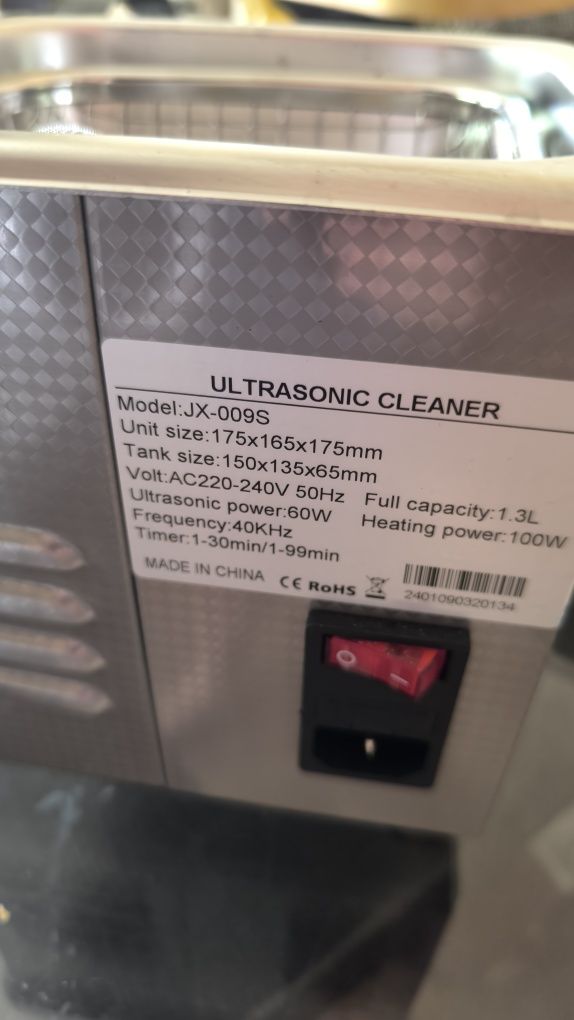 ULTRASONIC CLEANER
Model:JX-009S
Unit size:175x165x175mm
Tank size:150x135x65mm
Volt:AC220-240V 50Hz Full capacity:1.3L
Ultrasonic power:60W Heating power:100W
Frequency:40KHz
Timer:1-30min/1-99min
MADE IN CHINA CE RoHS
2401090320134